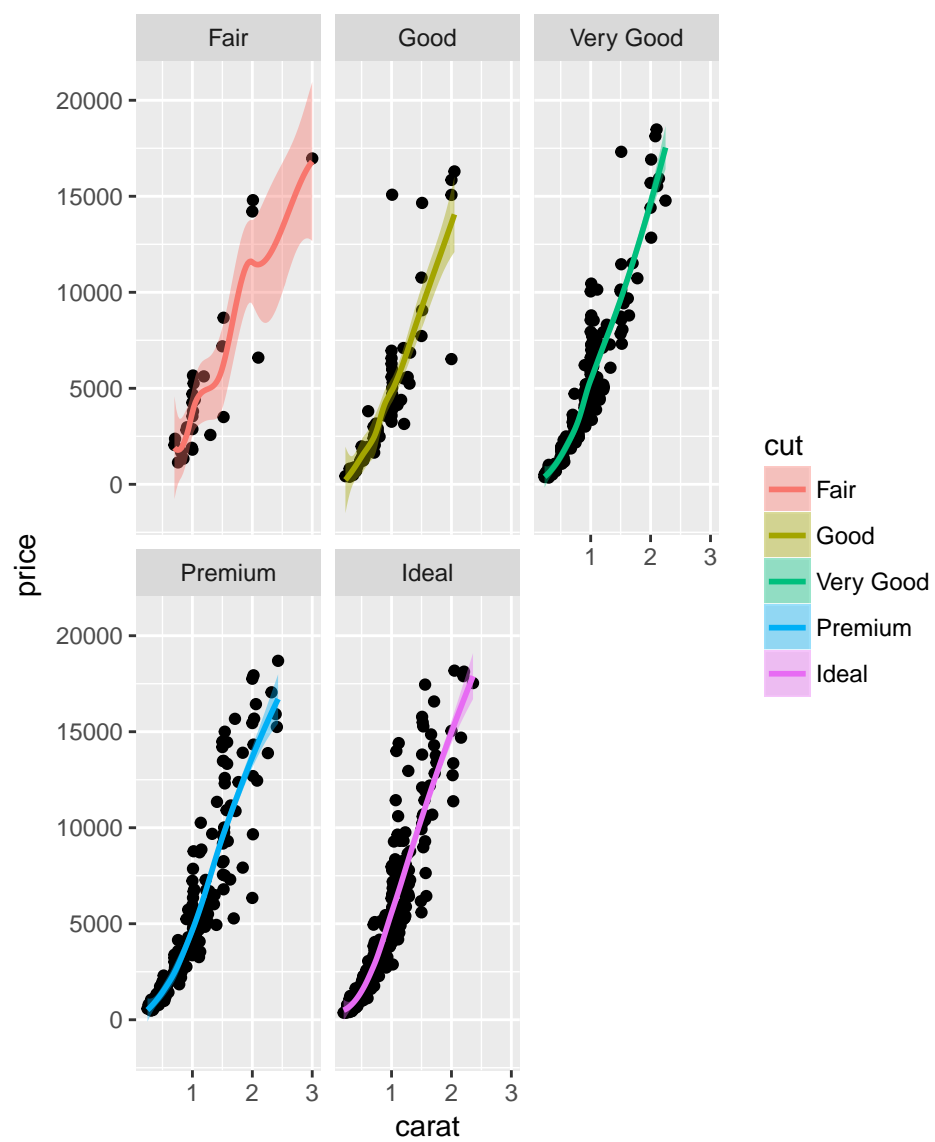 Fair Good Very Good
20000
15000
10000
5000
0
1 2 3
price
Premium Ideal
20000
15000
10000
5000
0
1 2 3 1 2 3
carat
cut
Fair
Good
Very Good
Premium
Ideal